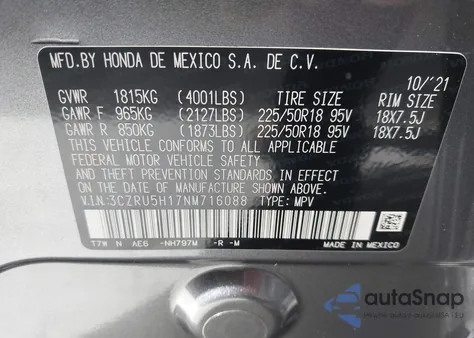 MFD.BY HONDA DE MEXICO S.A. DE C.V.
10/'21
GVWR 1815KG (4001LBS) TIRE SIZE RIM SIZE
GAWR F 965KG (2127LBS) 225/50R18 95V 18X7.5J
GAWR R 850KG (1873LBS) 225/50R18 95V 18X7.5J
THIS VEHICLE CONFORMS TO ALL APPLICABLE
FEDERAL MOTOR VEHICLE SAFETY, BUMPER,
AND THEFT PREVENTION STANDARDS IN EFFECT
ON THE DATE OF MANUFACTURE SHOWN ABOVE.
V.I.N:3CZRU5H17NM716088 TYPE: MPV
T7W N AE6 -NH797M -R -M MADE IN MEXICO
autoSnap